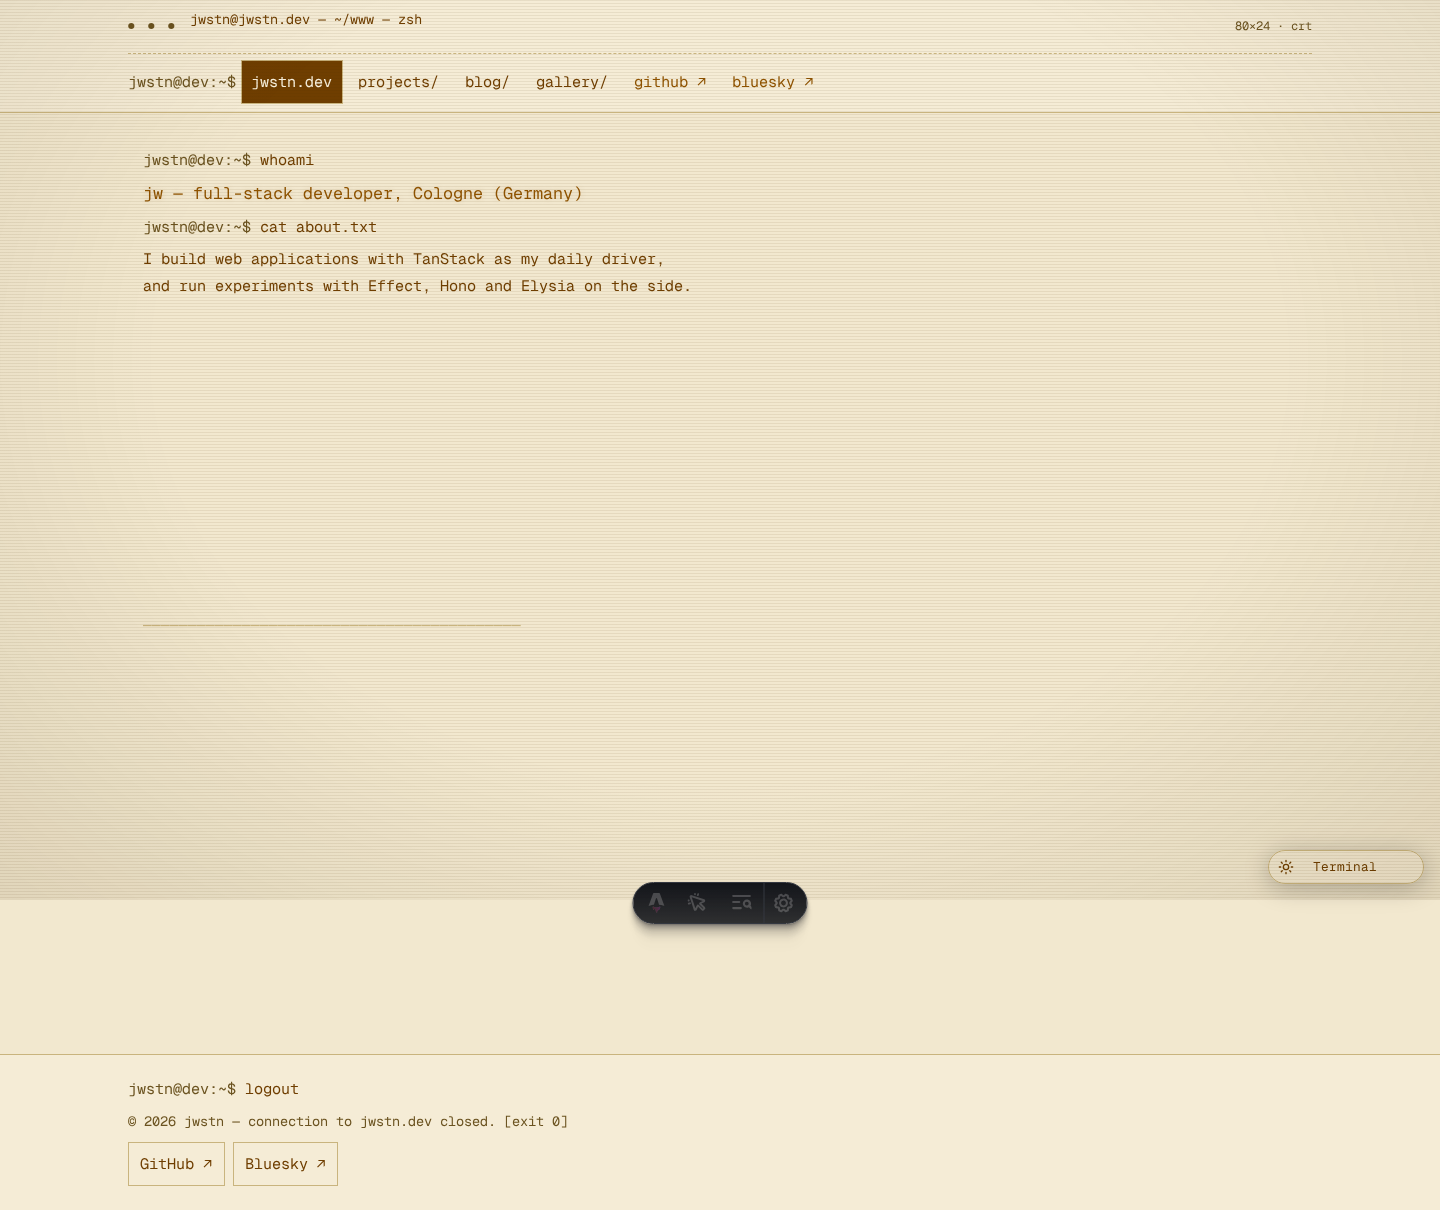 jwstn@jwstn.dev — ~/www — zsh
80×24 · crt
jwstn@dev:~$ jwstn.dev projects/ blog/ gallery/ github ↗ bluesky ↗
jwstn@dev:~$ whoami
jw — full-stack developer, Cologne (Germany)
jwstn@dev:~$ cat about.txt
I build web applications with TanStack as my daily driver,
and run experiments with Effect, Hono and Elysia on the side.
Terminal
jwstn@dev:~$ logout
© 2026 jwstn — connection to jwstn.dev closed. [exit 0]
GitHub ↗ Bluesky ↗